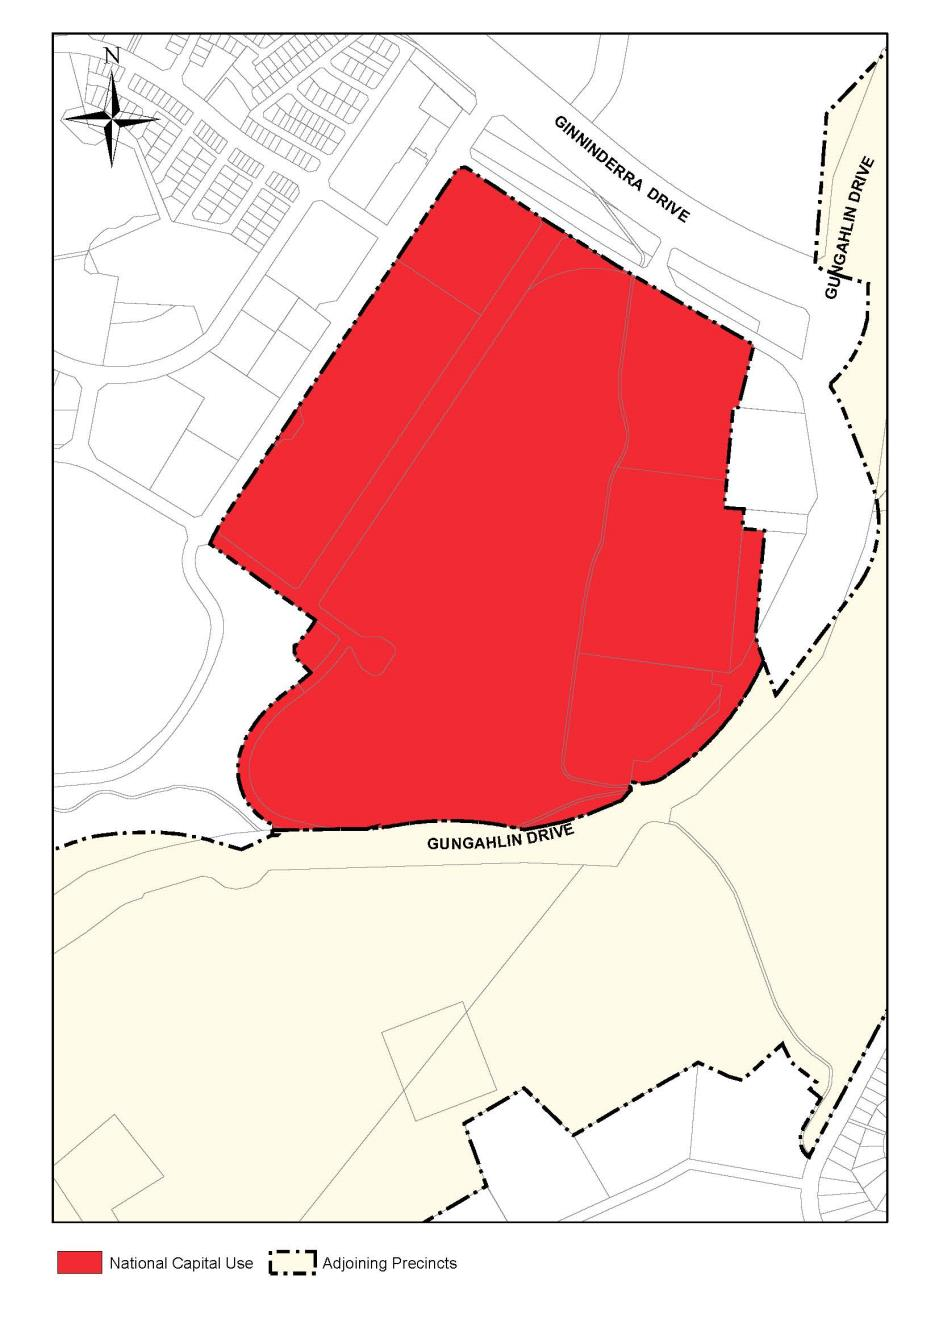 N
GINNINDERRA DRIVE
GUNGAHLIN DRIVE
GUNGAHLIN DRIVE
National Capital Use
Adjoining Precincts